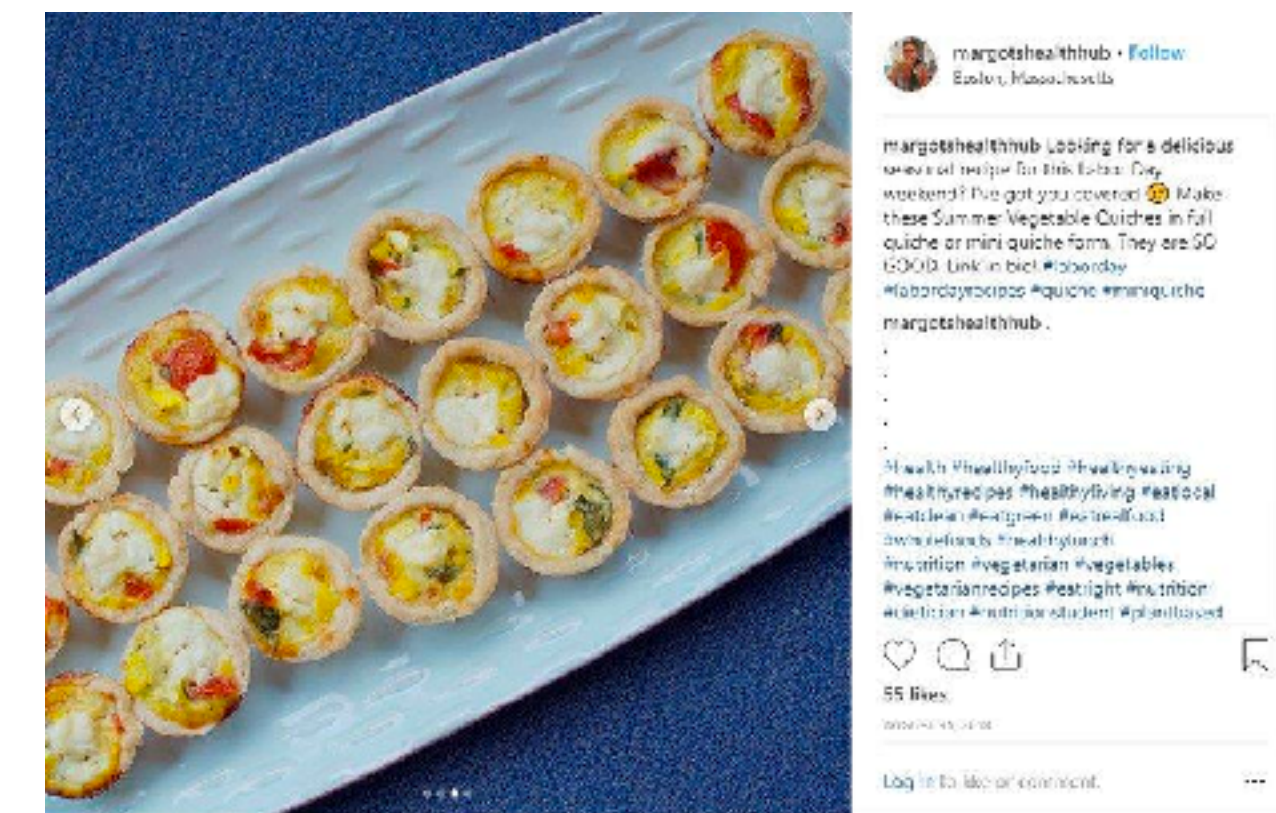 margotshealthhub • Follow
Boston, Massachusetts
margotshealthhub Looking for a delicious
seasonal recipe for this Labor Day
weekend? I've got you covered 😉 Make
these Summer Vegetable Quiches in full
quiche or mini quiche form. They are SO
GOOD. Link in bio! #laborday
#labordayrecipes #quiche #miniquiche
margotshealthhub .
.
.
.
.
.
#health #healthyfood #healthyeating
#healthyrecipes #healthyliving #eatlocal
#eatclean #eatgreen #eatrealfood
#wholefoods #healthylunch
#nutrition #vegetarian #vegetables
#vegetarianrecipes #eatright #nutrition
#dietician #nutritionstudent #plantbased
55 likes
Log in to like or comment.